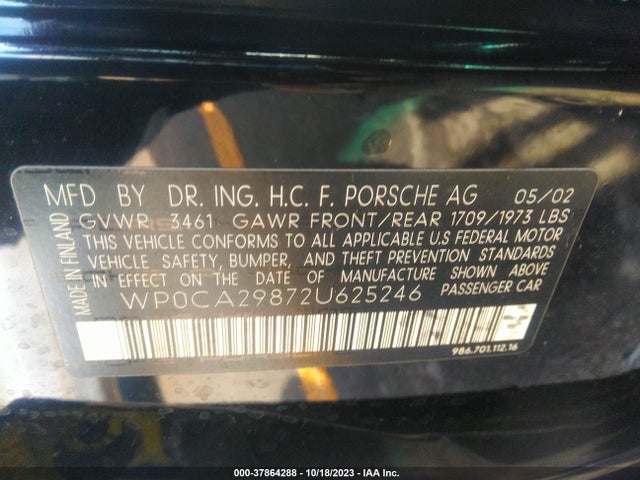 MFD BY DR. ING. H.C. F. PORSCHE AG 05/02
GVWR 3461 GAWR FRONT/REAR 1709/1973 LBS
THIS VEHICLE CONFORMS TO ALL APPLICABLE U.S FEDERAL MOTOR
VEHICLE SAFETY, BUMPER, AND THEFT PREVENTION STANDARDS
IN EFFECT ON THE DATE OF MANUFACTURE SHOWN ABOVE
WP0CA29872U625246 PASSENGER CAR
MADE IN FINLAND
986.701.112.16
000-37864288 - 10/18/2023 - IAA Inc.